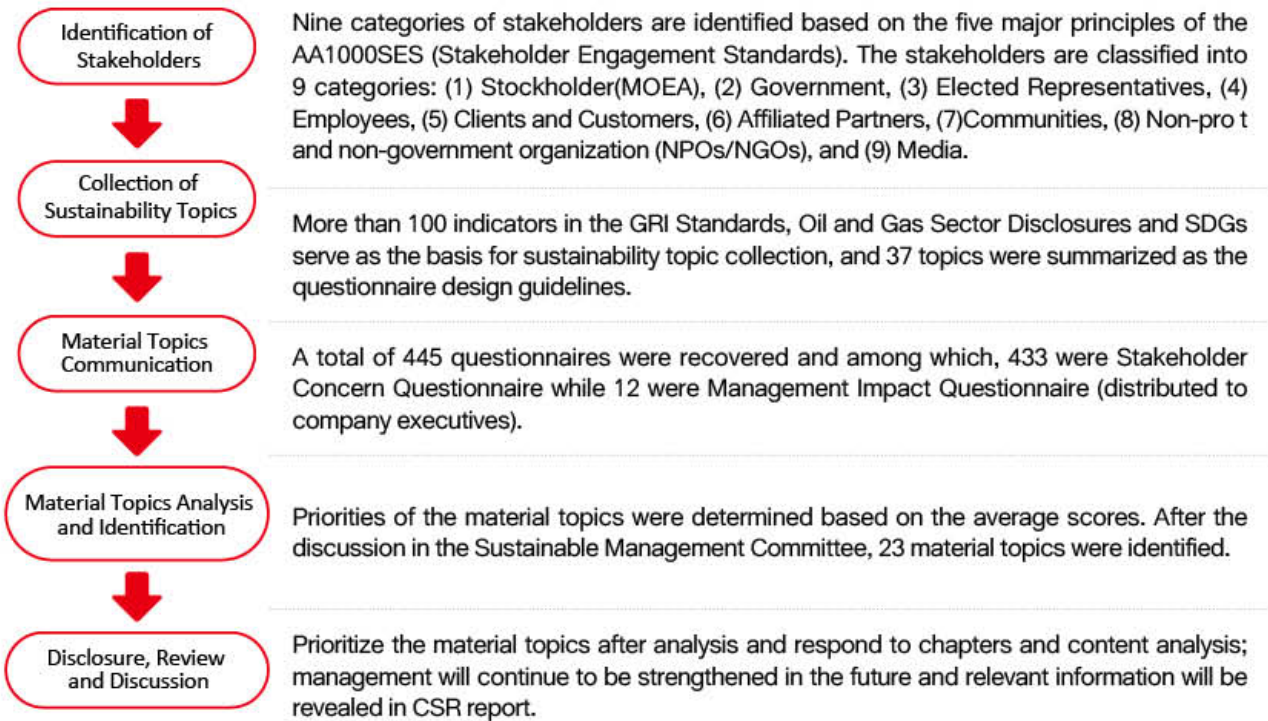 Identification of
Stakeholders
Nine categories of stakeholders are identified based on the five major principles of the
AA1000SES (Stakeholder Engagement Standards). The stakeholders are classified into
9 categories: (1) Stockholder(MOEA), (2) Government, (3) Elected Representatives, (4)
Employees, (5) Clients and Customers, (6) Affiliated Partners, (7)Communities, (8) Non-pro t
and non-government organization (NPOs/NGOs), and (9) Media.
Collection of
Sustainability Topics
More than 100 indicators in the GRI Standards, Oil and Gas Sector Disclosures and SDGs
serve as the basis for sustainability topic collection, and 37 topics were summarized as the
questionnaire design guidelines.
Material Topics
Communication
A total of 445 questionnaires were recovered and among which, 433 were Stakeholder
Concern Questionnaire while 12 were Management Impact Questionnaire (distributed to
company executives).
Material Topics Analysis
and Identification
Priorities of the material topics were determined based on the average scores. After the
discussion in the Sustainable Management Committee, 23 material topics were identified.
Disclosure, Review
and Discussion
Prioritize the material topics after analysis and respond to chapters and content analysis;
management will continue to be strengthened in the future and relevant information will be
revealed in CSR report.